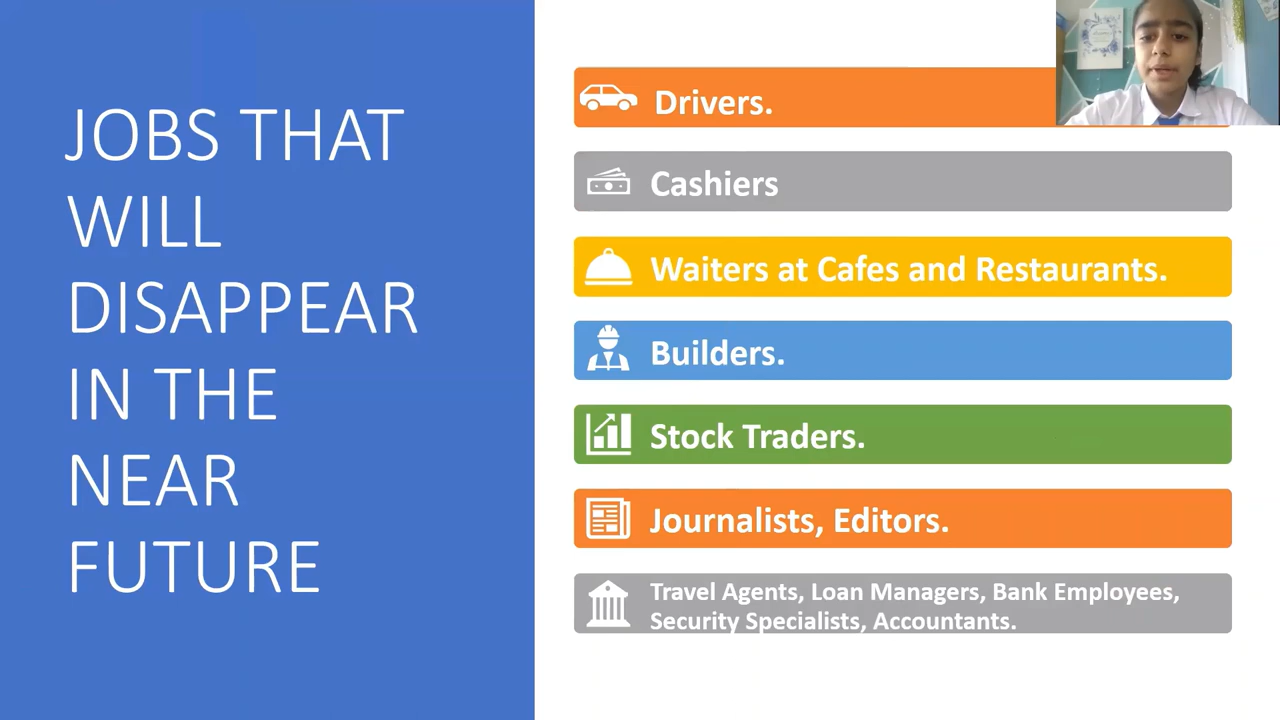 JOBS THAT
WILL
DISAPPEAR
IN THE
NEAR
FUTURE
Drivers.
Cashiers
Waiters at Cafes and Restaurants.
Builders.
Stock Traders.
Journalists, Editors.
Travel Agents, Loan Managers, Bank Employees,
Security Specialists, Accountants.